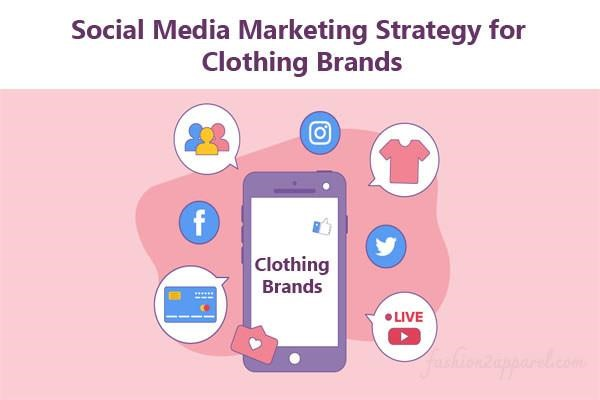 Social Media Marketing Strategy for
Clothing Brands
Clothing
Brands
LIVE
fashion2apparel.com